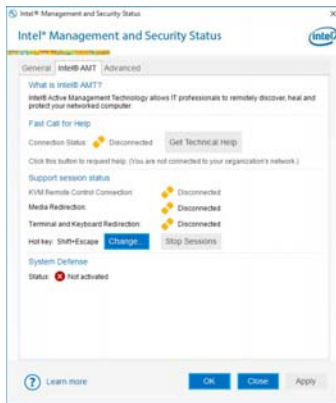 Intel® Management and Security Status
Intel® Management and Security Status
intel
General Intel® AMT Advanced
What is Intel® AMT?
Intel® Active Management Technology allows IT professionals to remotely discover, heal and
protect your networked computer.
Fast Call for Help
Connection Status: Disconnected Get Technical Help
Click this button to request help. (You are not connected to your organization's network.)
Support session status
KVM Remote Control Connection: Disconnected
Media Redirection: Disconnected
Terminal and Keyboard Redirection: Disconnected
Hot key: Shift+Escape Change... Stop Sessions
System Defense
Status: Not activated
? Learn more OK Close Apply